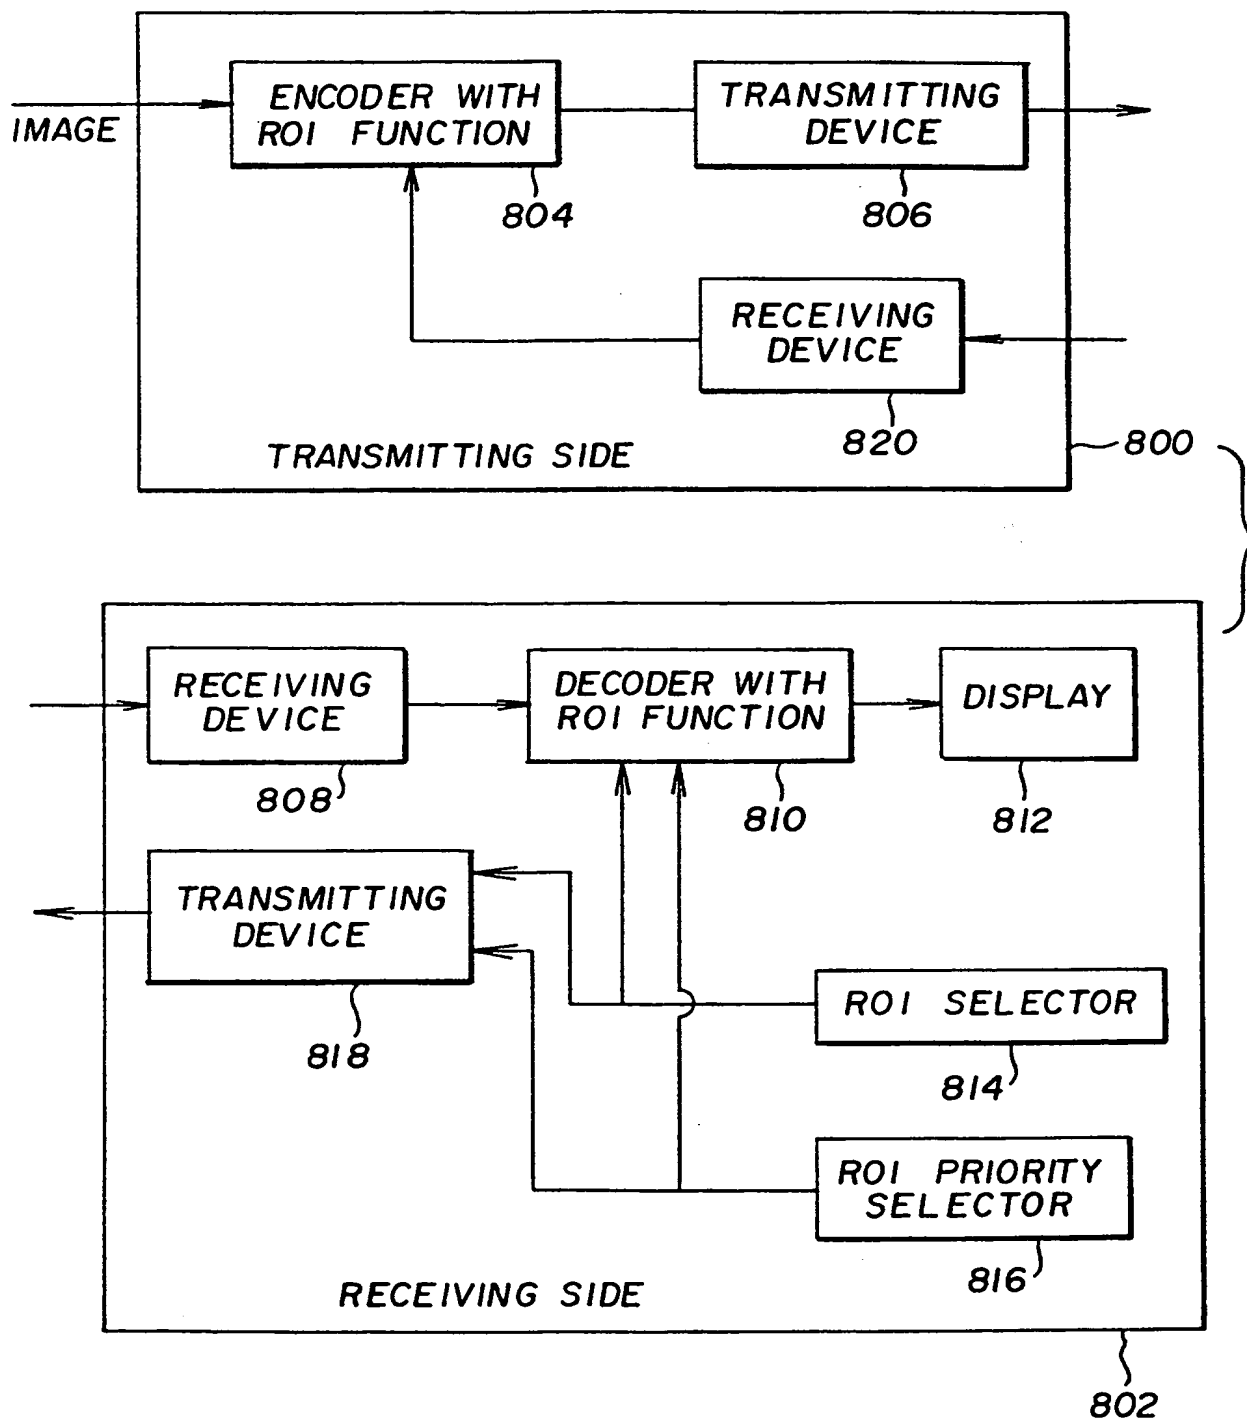 ENCODER WITH
ROI FUNCTION
TRANSMITTING
DEVICE
IMAGE
804
806
RECEIVING
DEVICE
820
TRANSMITTING SIDE
800
RECEIVING
DEVICE
DECODER WITH
ROI FUNCTION
DISPLAY
808
810
812
TRANSMITTING
DEVICE
818
ROI SELECTOR
814
ROI PRIORITY
SELECTOR
816
RECEIVING SIDE
802